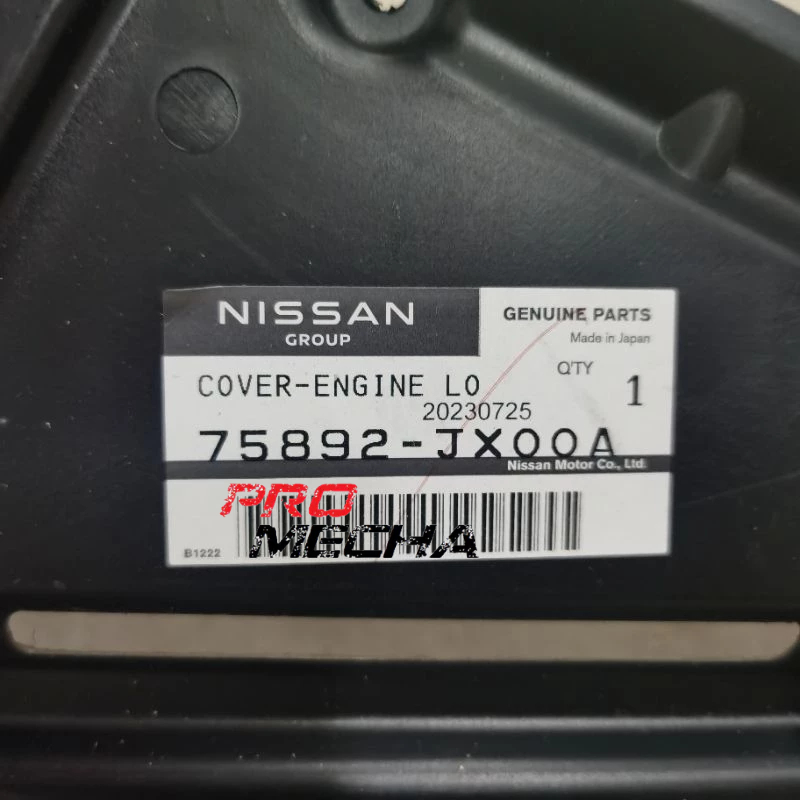 NISSAN
GROUP
GENUINE PARTS
Made in Japan
COVER-ENGINE LO
Q'TY 1
20230725
75892-JX00A
Nissan Motor Co., Ltd.
PRO
MECHA
B1222